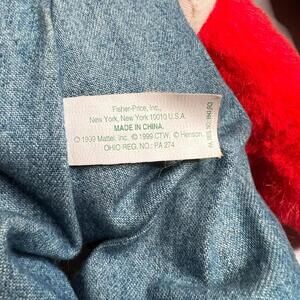 Fisher-Price, Inc.,
New York, New York 10010 U.S.A.
MADE IN CHINA.
© 1999 Mattel, Inc. © 1999 CTW, © Henson.
OHIO REG. NO.: PA 274